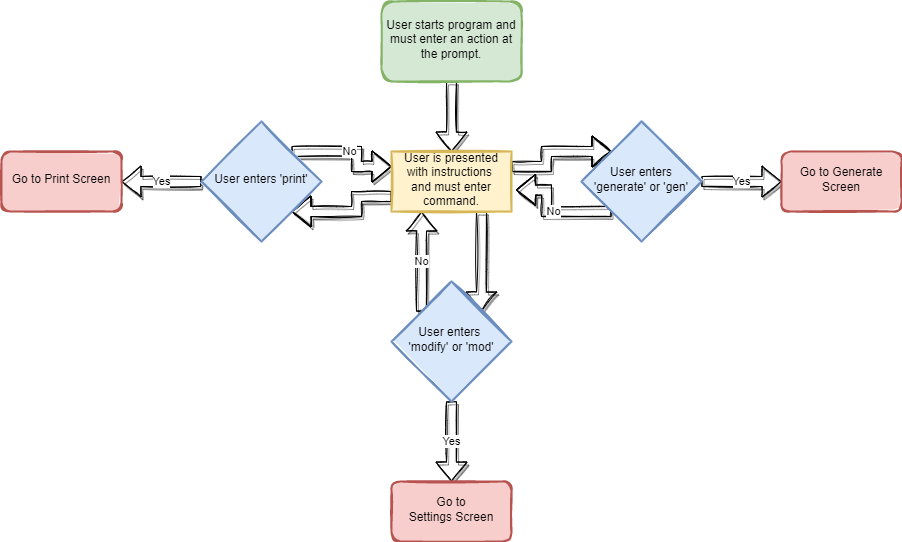 User starts program and
must enter an action at
the prompt.
No
User is presented
with instructions
and must enter
command.
Go to Print Screen
Yes
User enters 'print'
User enters
'generate' or 'gen'
Yes
Go to Generate
Screen
No
No
User enters
'modify' or 'mod'
Yes
Go to
Settings Screen